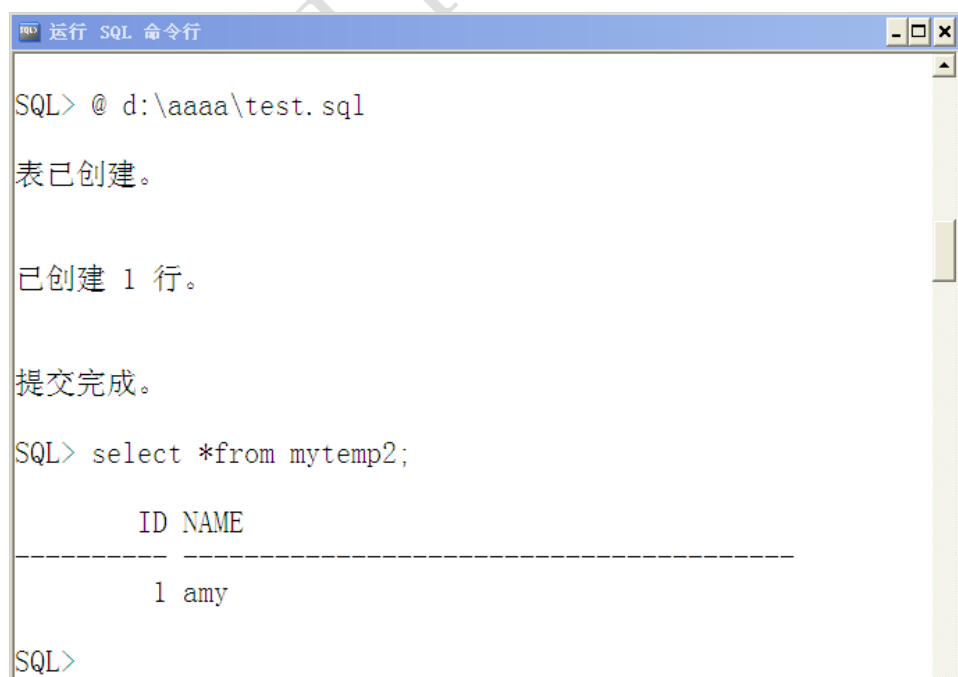 运行 SQL 命令行
SQL> @ d:\aaaa\test.sql
表已创建。
已创建 1 行。
提交完成。
SQL> select *from mytemp2;
ID NAME
---------- ----------------------------------------
1 amy
SQL>